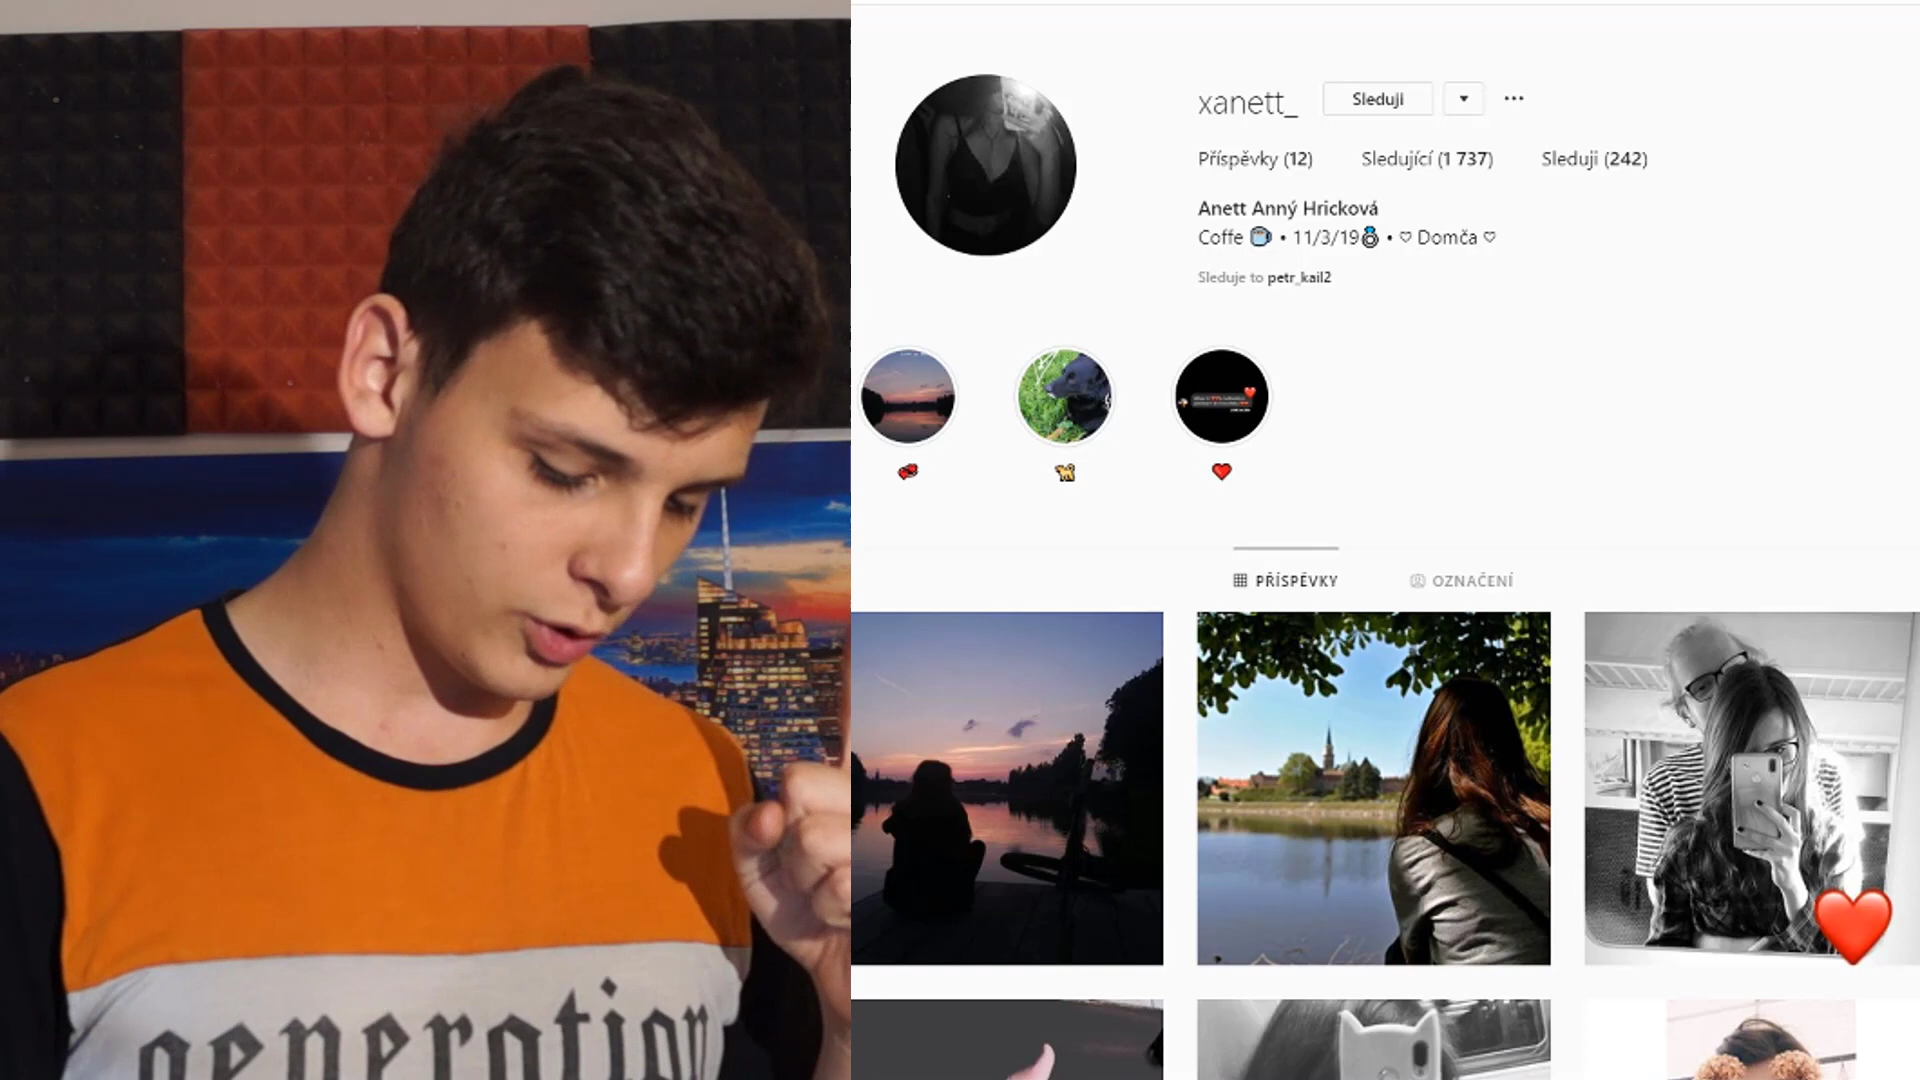 xanett_ Sleduji
Příspěvky (12) Sledující (1 737) Sleduji (242)
Anett Anný Hricková
Coffe ☕ • 11/3/19💍 • ♡ Domča ♡
Sleduje to petr_kail2
PŘÍSPĚVKY OZNAČENÍ
generation